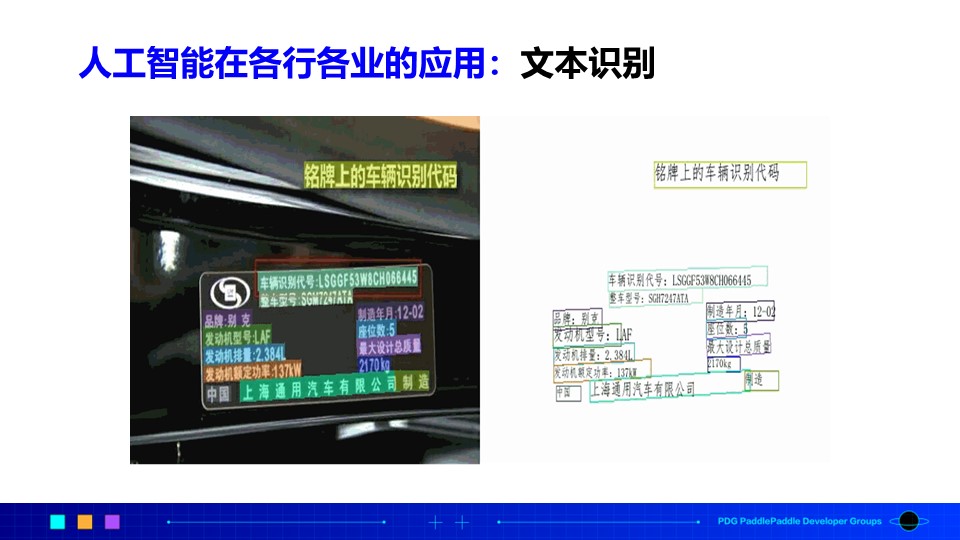 人工智能在各行各业的应用：文本识别
铭牌上的车辆识别代码
车辆识别代号:LSGGF53W8CH066445
整车型号:SGM7247ATA
品牌:别 克
制造年月:12-02
发动机型号:LAF
座位数:5
发动机排量:2.384L
最大设计总质量
发动机额定功率:137kW
2170kg
中国 上海通用汽车有限公司制造
铭牌上的车辆识别代码
车辆识别代号：LSGGF53W8CH066445
整车型号：SGH7247ATA
品牌：别克
制造年月：12-02
发动机型号：LAF
座位数：5
发动机排量：2.384L
最大设计总质量
发动机额定功率：137KW
2170kg
中国 上海通用汽车有限公司 制造
PDG PaddlePaddle Developer Groups